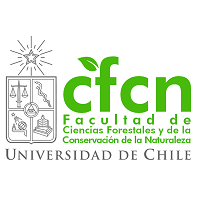 cfcn
Facultad de
Ciencias Forestales y de la
Conservación de la Naturaleza
UNIVERSIDAD DE CHILE